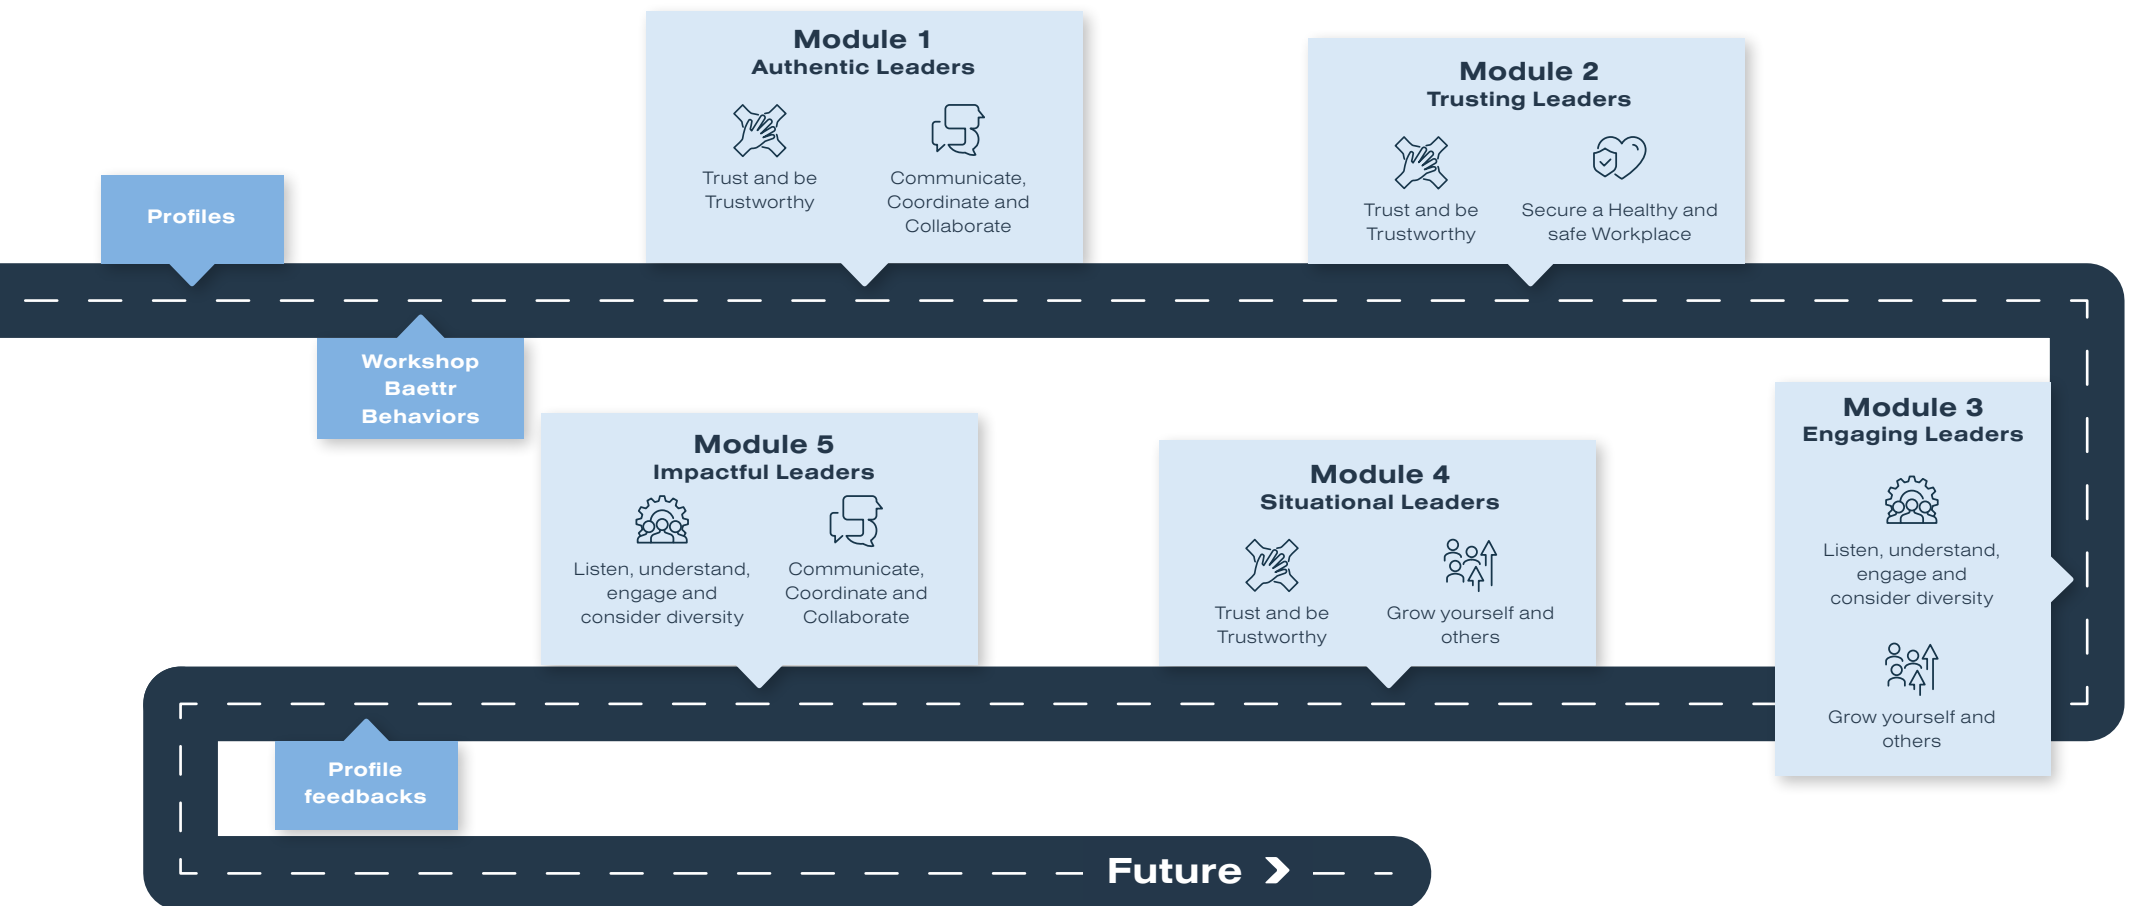 Profiles
Workshop
Baettr
Behaviors
Module 1
Authentic Leaders
Trust and be
Trustworthy
Communicate,
Coordinate and
Collaborate
Module 2
Trusting Leaders
Trust and be
Trustworthy
Secure a Healthy and
safe Workplace
Module 3
Engaging Leaders
Listen, understand,
engage and
consider diversity
Grow yourself and
others
Module 4
Situational Leaders
Trust and be
Trustworthy
Grow yourself and
others
Module 5
Impactful Leaders
Listen, understand,
engage and
consider diversity
Communicate,
Coordinate and
Collaborate
Profile
feedbacks
Future